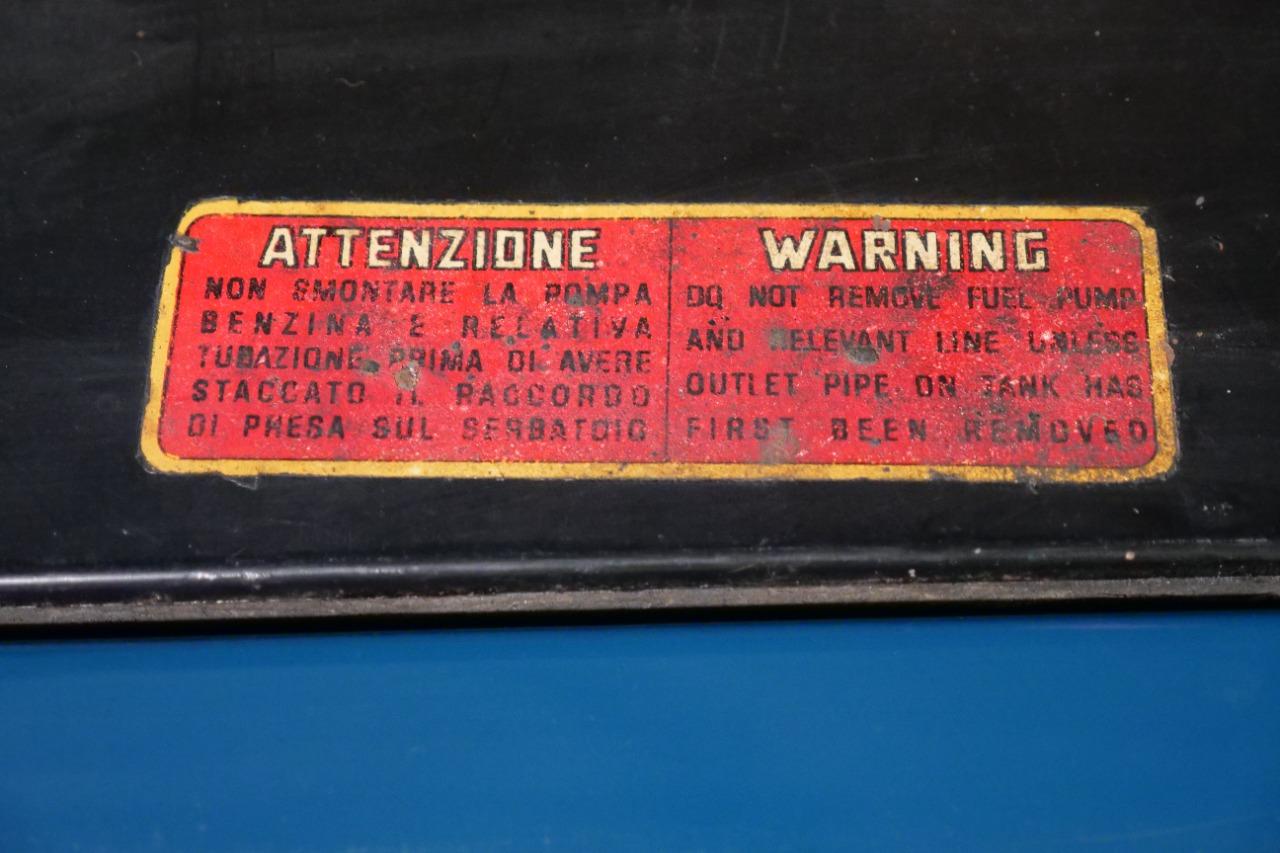 ATTENZIONE
NON SMONTARE LA POMPA
BENZINA E RELATIVA
TUBAZIONE PRIMA DI AVERE
STACCATO IL RACCORDO
DI PRESA SUL SERBATOIO
WARNING
DO NOT REMOVE FUEL PUMP
AND RELEVANT LINE UNLESS
OUTLET PIPE ON TANK HAS
FIRST BEEN REMOVED